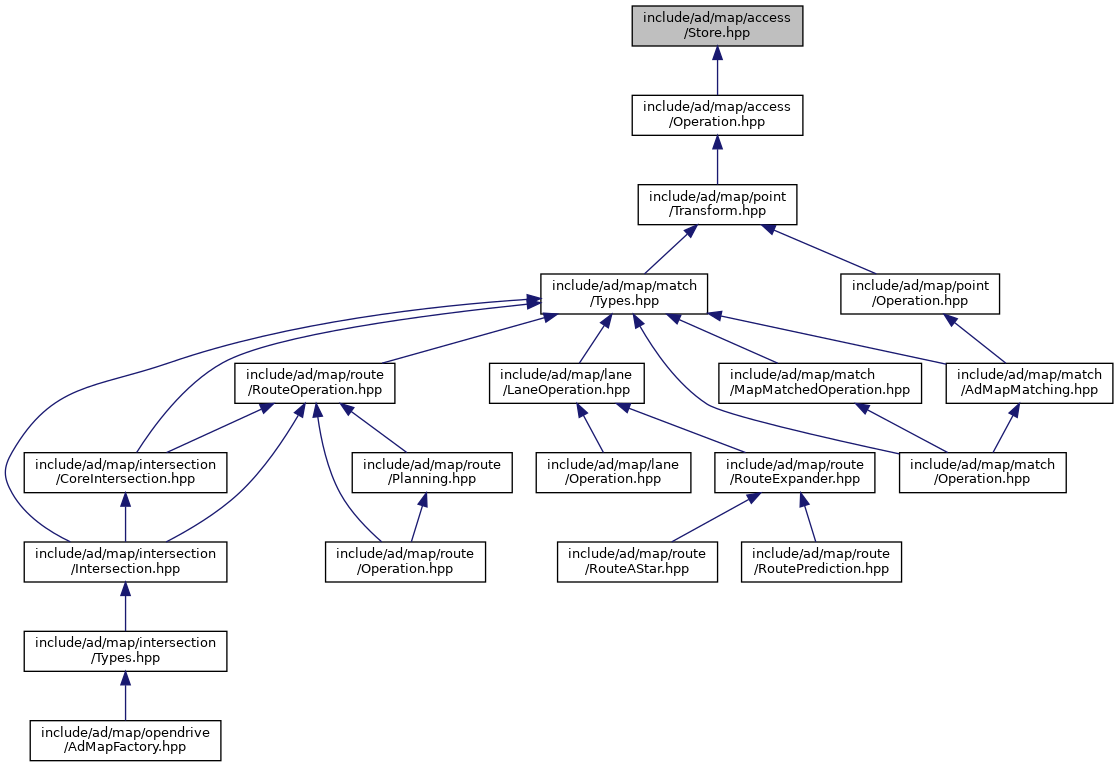 include/ad/map/access
/Store.hpp
include/ad/map/access
/Operation.hpp
include/ad/map/point
/Transform.hpp
include/ad/map/match
/Types.hpp
include/ad/map/point
/Operation.hpp
include/ad/map/route
/RouteOperation.hpp
include/ad/map/lane
/LaneOperation.hpp
include/ad/map/match
/MapMatchedOperation.hpp
include/ad/map/match
/AdMapMatching.hpp
include/ad/map/intersection
/CoreIntersection.hpp
include/ad/map/route
/Planning.hpp
include/ad/map/lane
/Operation.hpp
include/ad/map/route
/RouteExpander.hpp
include/ad/map/match
/Operation.hpp
include/ad/map/intersection
/Intersection.hpp
include/ad/map/route
/Operation.hpp
include/ad/map/route
/RouteAStar.hpp
include/ad/map/route
/RoutePrediction.hpp
include/ad/map/intersection
/Types.hpp
include/ad/map/opendrive
/AdMapFactory.hpp